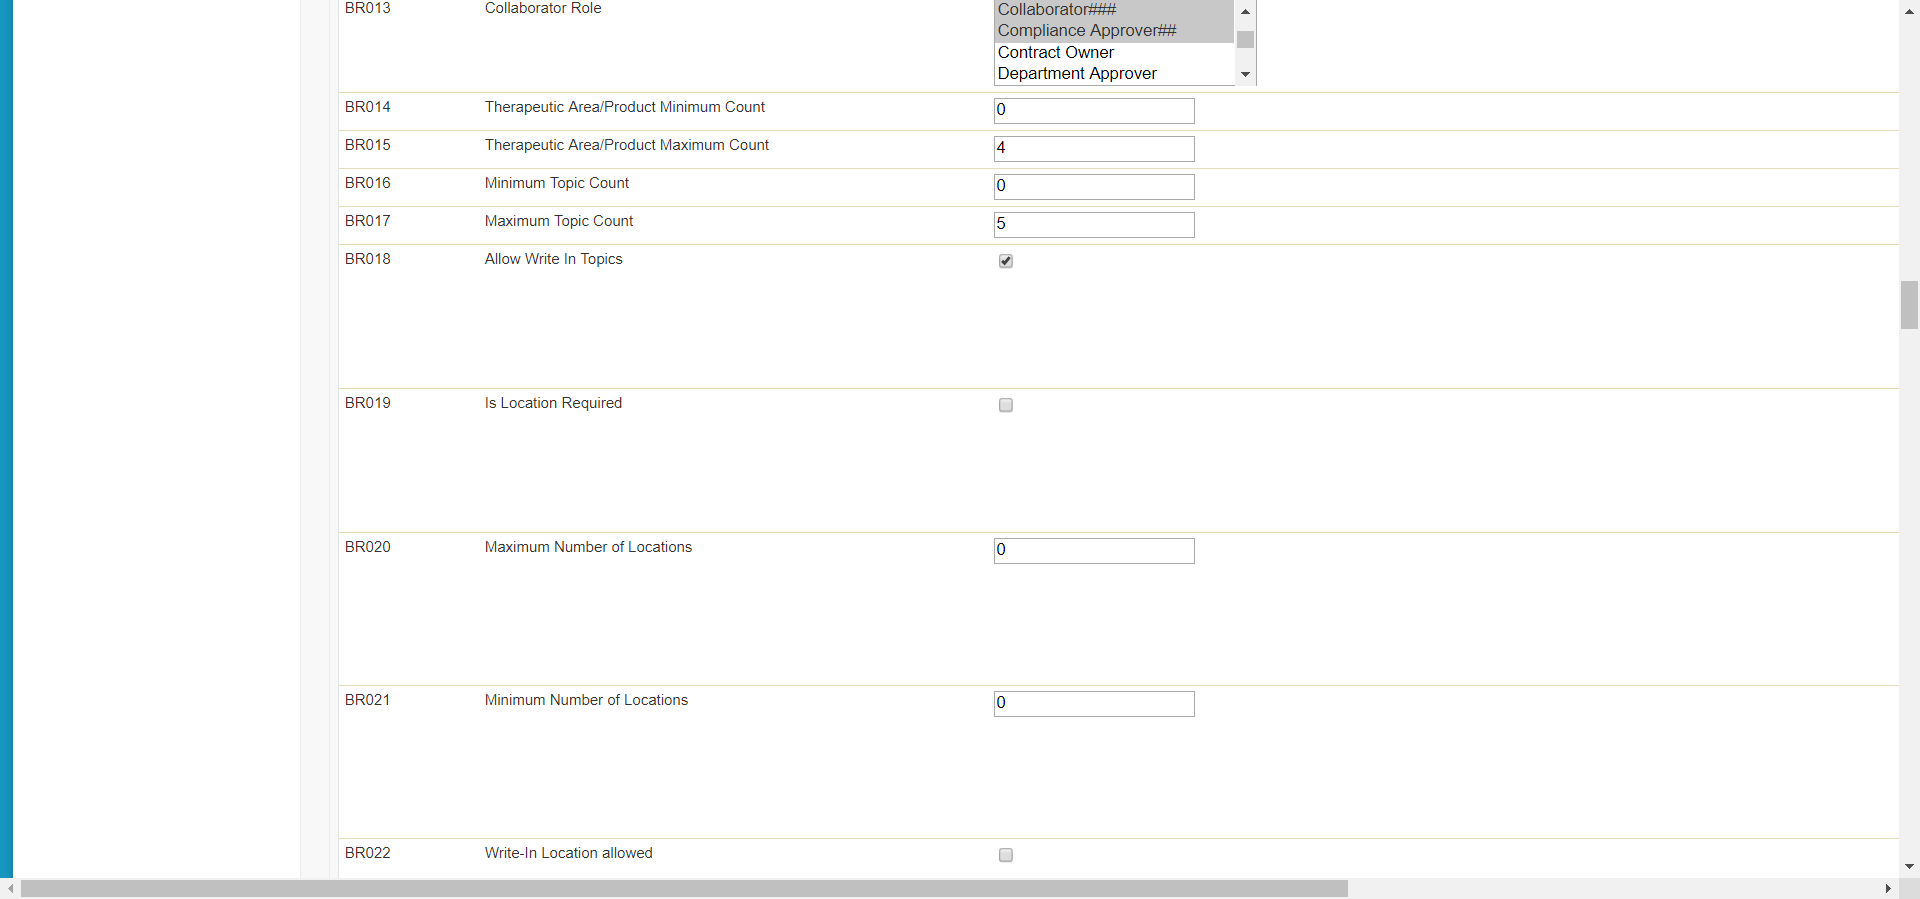 BR013 Collaborator Role Collaborator###
Compliance Approver##
Contract Owner
Department Approver
BR014 Therapeutic Area/Product Minimum Count 0
BR015 Therapeutic Area/Product Maximum Count 4
BR016 Minimum Topic Count 0
BR017 Maximum Topic Count 5
BR018 Allow Write In Topics
BR019 Is Location Required
BR020 Maximum Number of Locations 0
BR021 Minimum Number of Locations 0
BR022 Write-In Location allowed